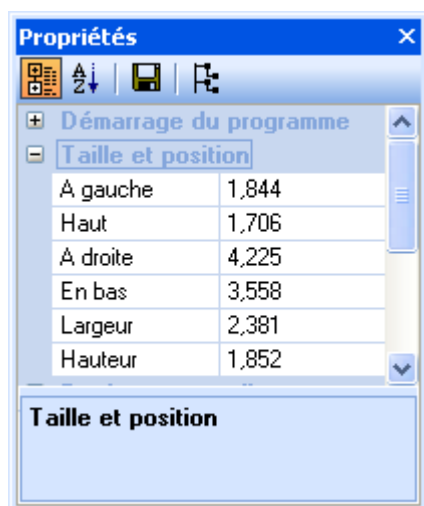 Propriétés
Démarrage du programme
Taille et position
A gauche 1,844
Haut 1,706
A droite 4,225
En bas 3,558
Largeur 2,381
Hauteur 1,852
Taille et position